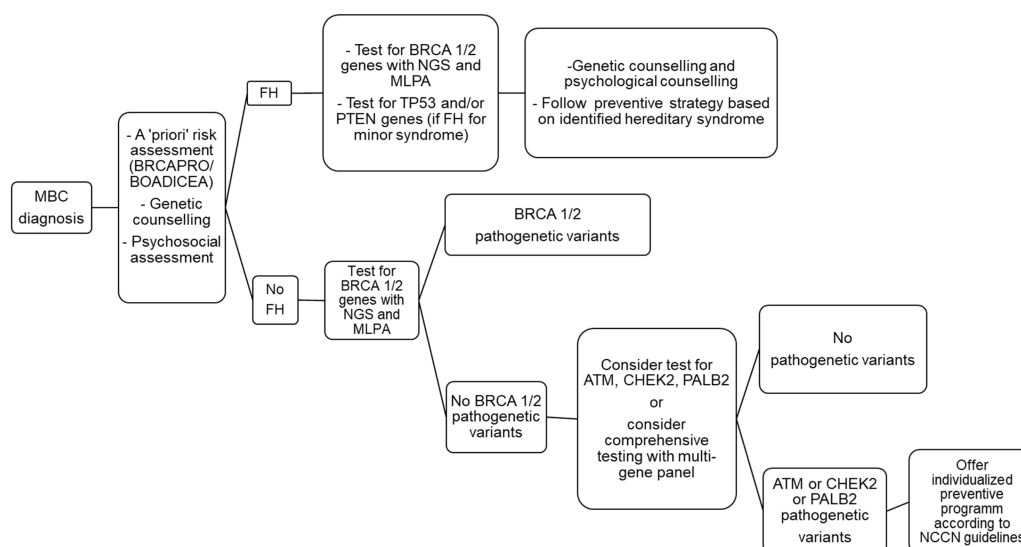 MBC
diagnosis
- A 'priori' risk
assessment
(BRCAPRO/
BOADICEA)
- Genetic
counselling
- Psychosocial
assessment
FH
- Test for BRCA 1/2
genes with NGS and
MLPA
- Test for TP53 and/or
PTEN genes (if FH for
minor syndrome)
-Genetic counselling and
psychological counselling
- Follow preventive strategy based
on identified hereditary syndrome
No
FH
Test for
BRCA 1/2
genes with
NGS and
MLPA
BRCA 1/2
pathogenetic variants
No BRCA 1/2
pathogenetic
variants
Consider test for
ATM, CHEK2, PALB2
or
consider
comprehensive
testing with multi-
gene panel
No
pathogenetic variants
ATM or CHEK2
or PALB2
pathogenetic
variants
Offer
individualized
preventive
programm
according to
NCCN guidelines